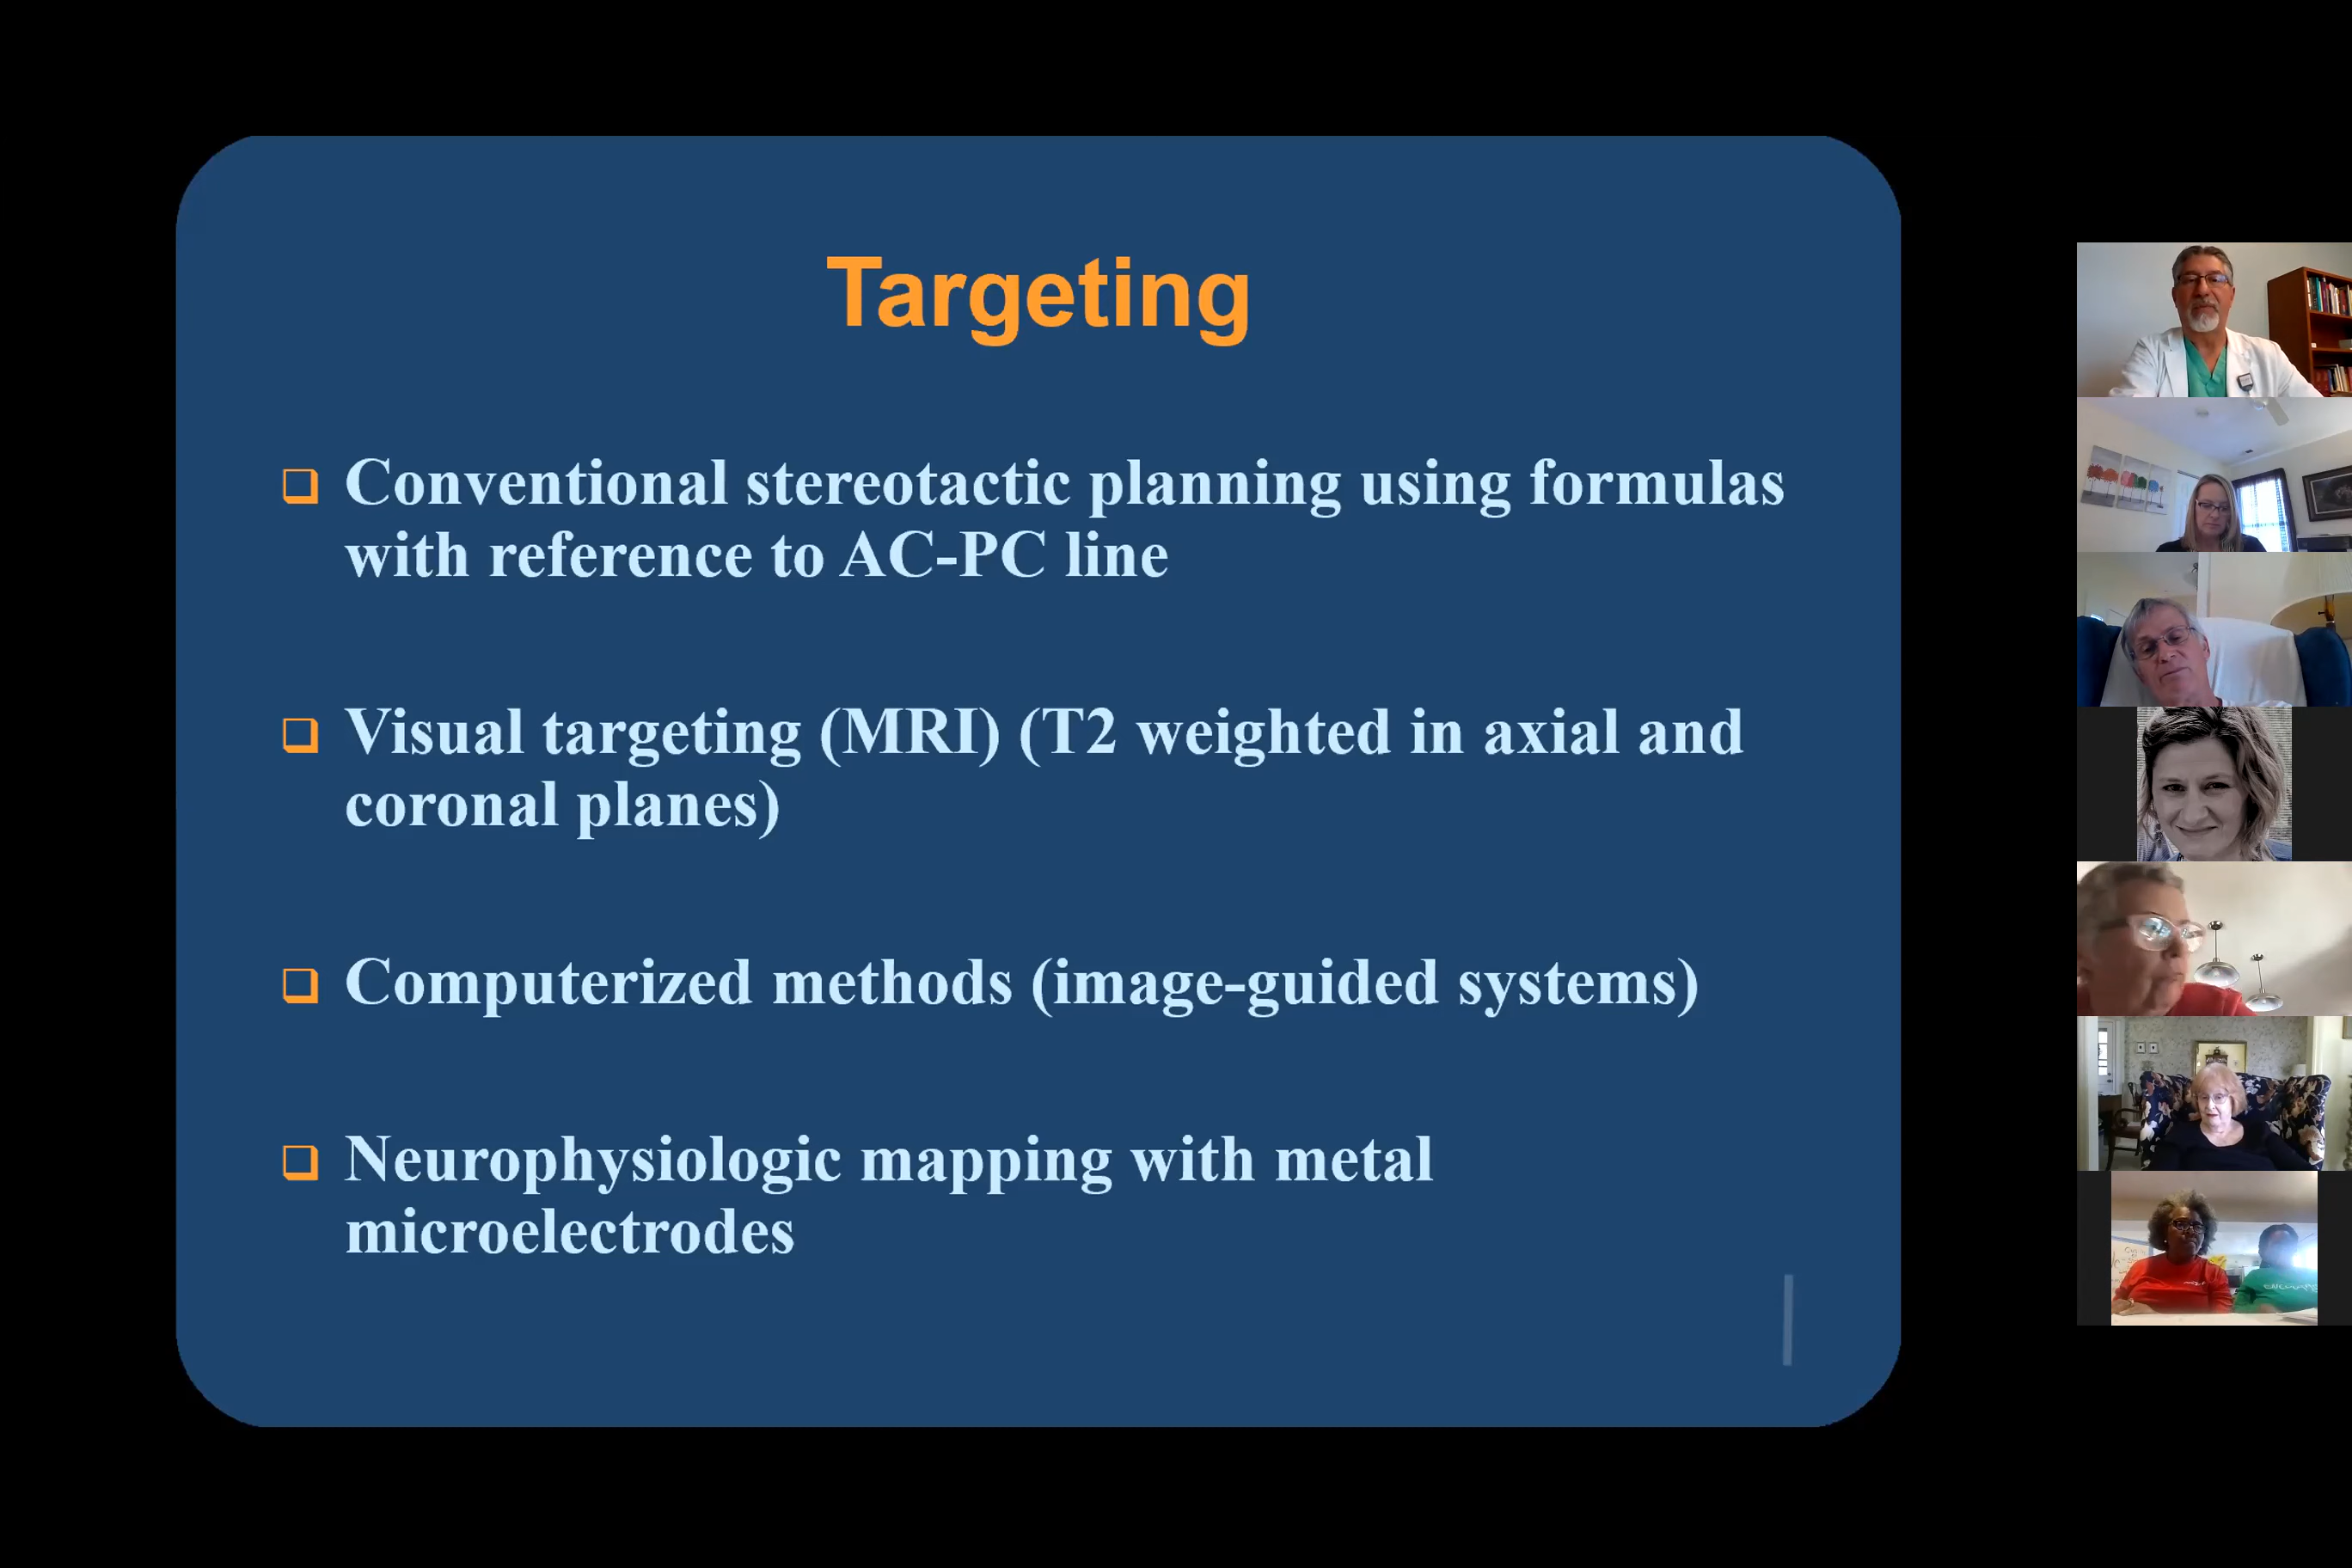 Targeting
Conventional stereotactic planning using formulas
with reference to AC-PC line
Visual targeting (MRI) (T2 weighted in axial and
coronal planes)
Computerized methods (image-guided systems)
Neurophysiologic mapping with metal
microelectrodes